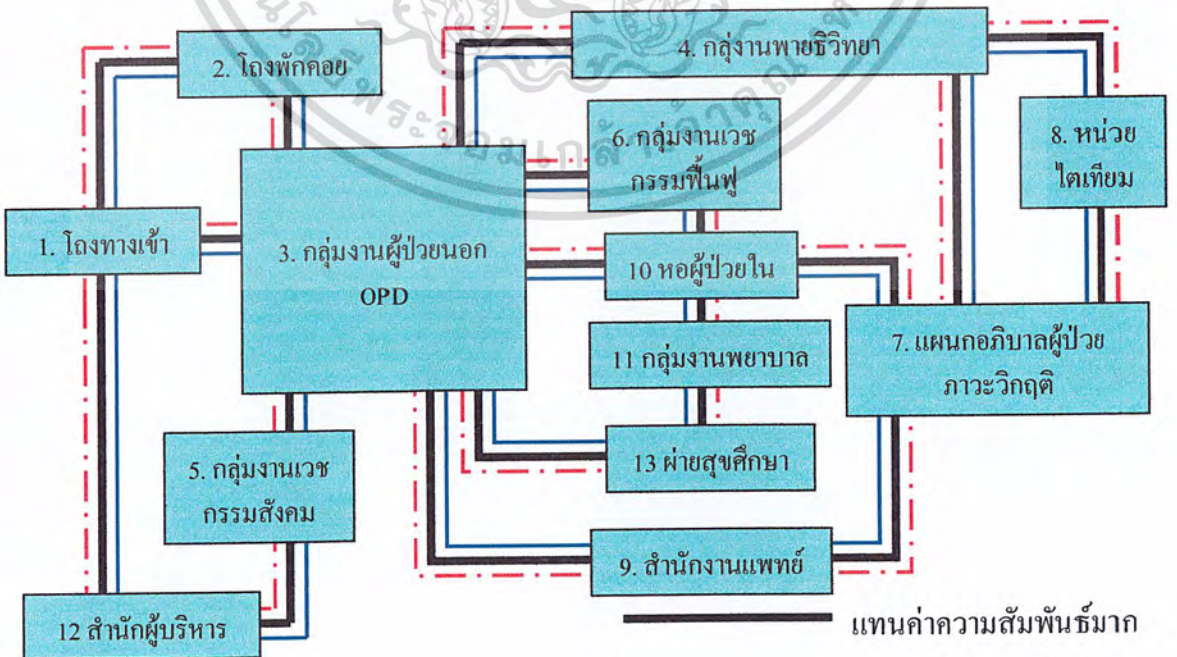 2. โถงพักคอย
4. กลุ่งานพายธิวิทยา
6. กลุ่มงานเวช
กรรมฟื้นฟู
8. หน่วย
ไตเทียม
1. โถงทางเข้า
3. กลุ่มงานผู้ป่วยนอก
OPD
10 หอผู้ป่วยใน
11 กลุ่มงานพยาบาล
7. แผนกอภิบาลผู้ป่วย
ภาวะวิกฤติ
5. กลุ่มงานเวช
กรรมสังคม
13 ฝ่ายสุขศึกษา
9. สำนักงานแพทย์
12 สำนักผู้บริหาร
แทนค่าความสัมพันธ์มาก